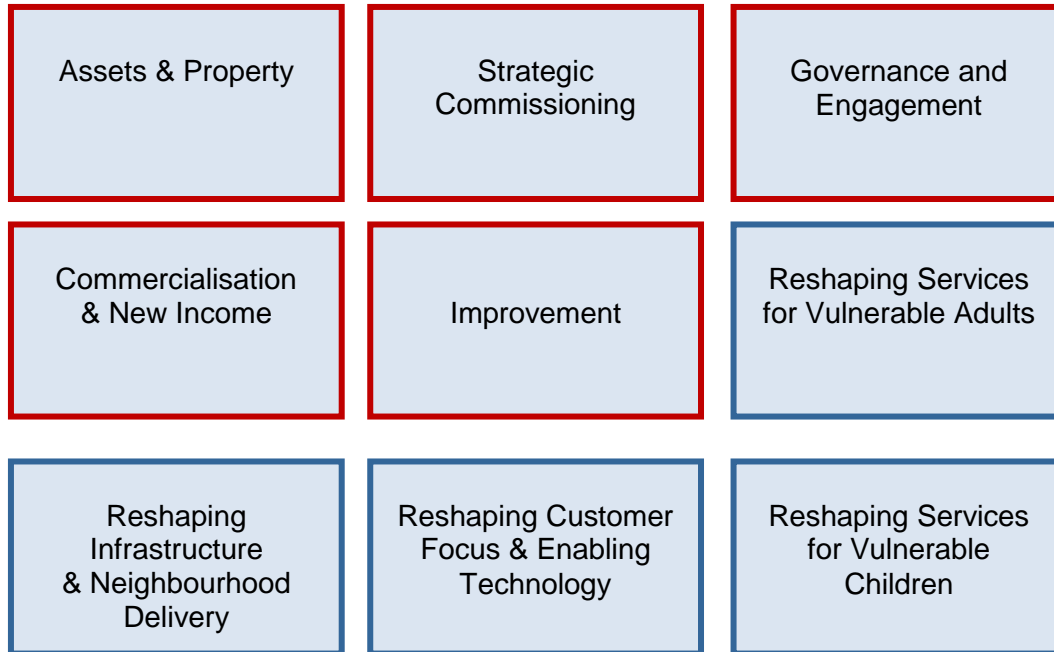 Assets & Property
Strategic
Commissioning
Governance and
Engagement
Commercialisation
& New Income
Improvement
Reshaping Services
for Vulnerable Adults
Reshaping
Infrastructure
& Neighbourhood
Delivery
Reshaping Customer
Focus & Enabling
Technology
Reshaping Services
for Vulnerable
Children